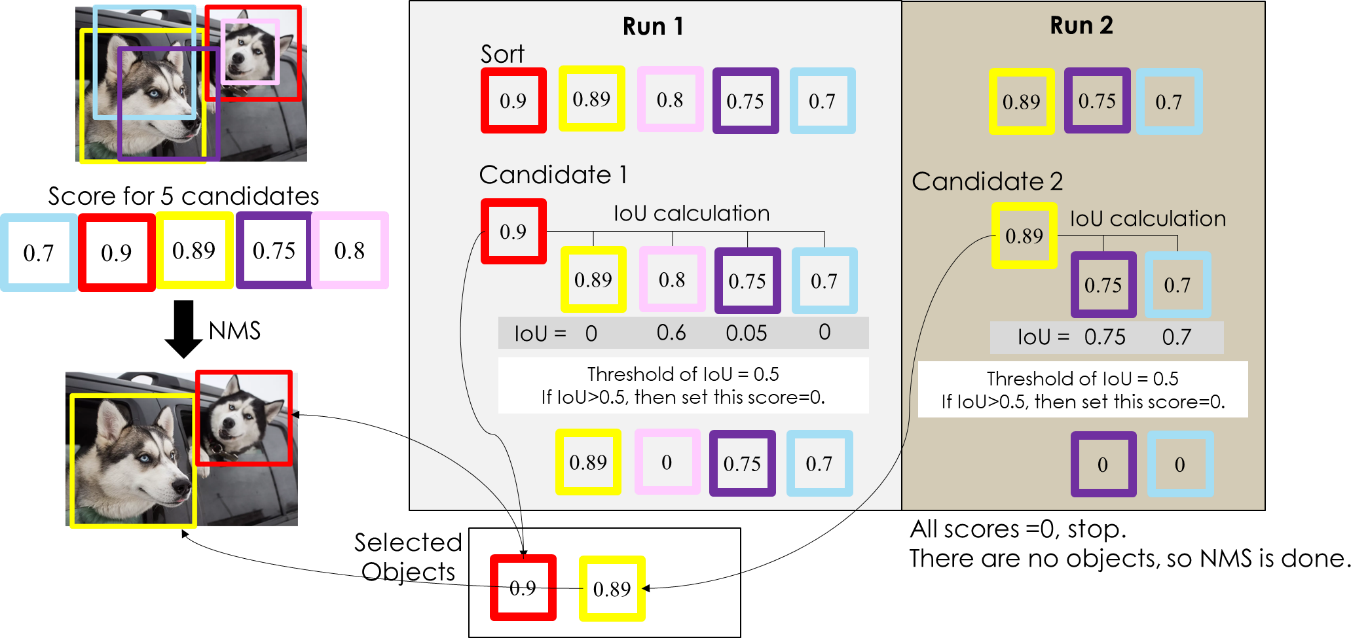 Score for 5 candidates
0.7 0.9 0.89 0.75 0.8
NMS
Run 1
Sort
0.9 0.89 0.8 0.75 0.7
Candidate 1
0.9
IoU calculation
0.89 0.8 0.75 0.7
IoU = 0 0.6 0.05 0
Threshold of IoU = 0.5
If IoU>0.5, then set this score=0.
0.89 0 0.75 0.7
Run 2
0.89 0.75 0.7
Candidate 2
0.89
IoU calculation
0.75 0.7
IoU = 0.75 0.7
Threshold of IoU = 0.5
If IoU>0.5, then set this score=0.
0 0
All scores =0, stop.
There are no objects, so NMS is done.
Selected
Objects
0.9 0.89